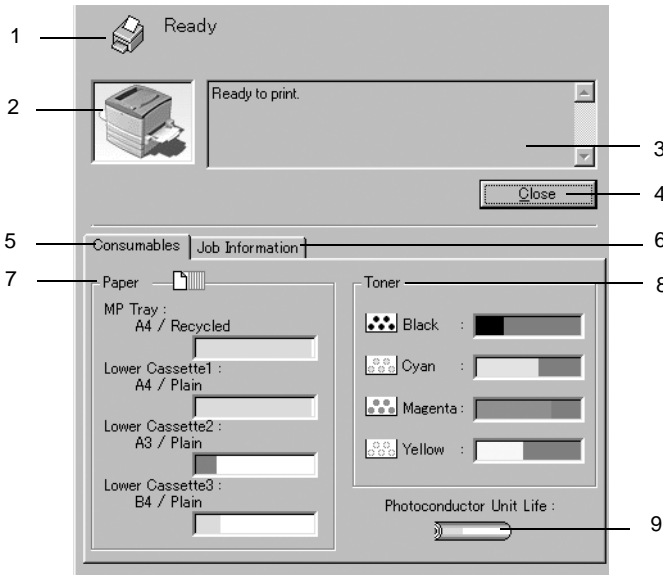 1
Ready
2
Ready to print.
3
Close
4
5
Consumables
Job Information
6
7
Paper
Toner
8
MP Tray :
A4 / Recycled
Black :
Lower Cassette1 :
A4 / Plain
Cyan :
Lower Cassette2 :
A3 / Plain
Magenta :
Lower Cassette3 :
B4 / Plain
Yellow :
Photoconductor Unit Life :
9